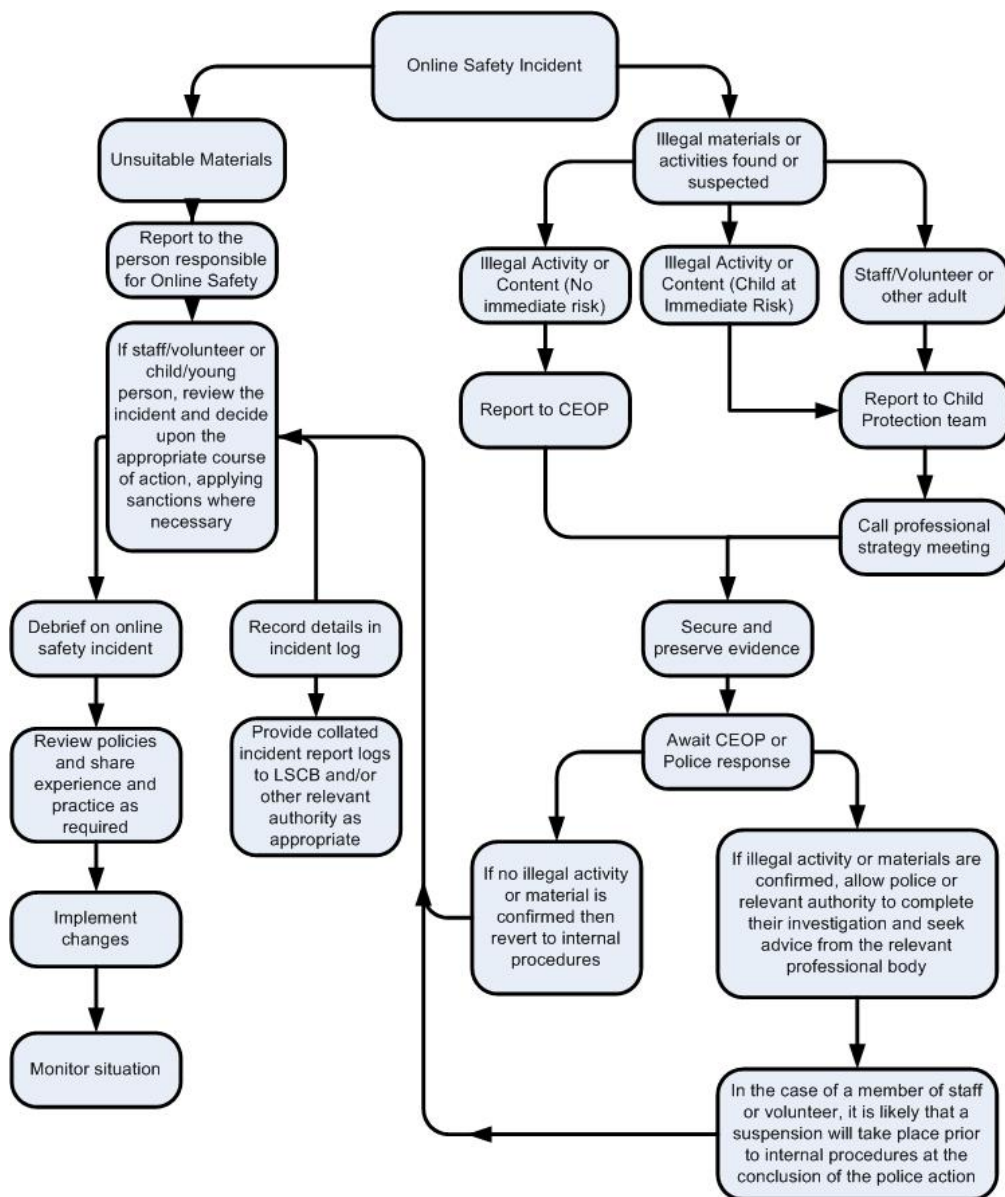 Online Safety Incident
Unsuitable Materials
Report to the
person responsible
for Online Safety
If staff/volunteer or
child/young
person, review the
incident and decide
upon the
appropriate course
of action, applying
sanctions where
necessary
Debrief on online
safety incident
Review policies
and share
experience and
practice as
required
Implement
changes
Monitor situation
Record details in
incident log
Provide collated
incident report logs
to LSCB and/or
other relevant
authority as
appropriate
Illegal materials or
activities found or
suspected
Illegal Activity or
Content (No
immediate risk)
Illegal Activity or
Content (Child at
Immediate Risk)
Staff/Volunteer or
other adult
Report to CEOP
Report to Child
Protection team
Call professional
strategy meeting
Secure and
preserve evidence
Await CEOP or
Police response
If no illegal activity
or material is
confirmed then
revert to internal
procedures
If illegal activity or materials are
confirmed, allow police or
relevant authority to complete
their investigation and seek
advice from the relevant
professional body
In the case of a member of staff
or volunteer, it is likely that a
suspension will take place prior
to internal procedures at the
conclusion of the police action